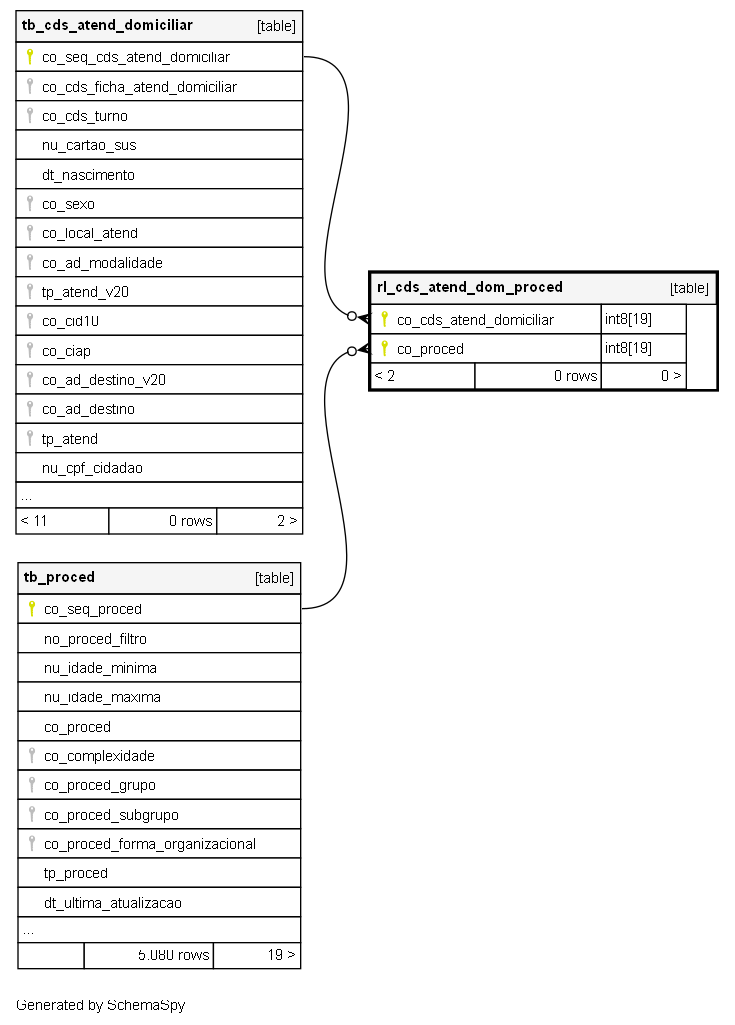 tb_cds_atend_domiciliar [table]
co_seq_cds_atend_domiciliar
co_cds_ficha_atend_domiciliar
co_cds_turno
nu_cartao_sus
dt_nascimento
co_sexo
co_local_atend
co_ad_modalidade
tp_atend_v20
co_cid10
co_ciap
co_ad_destino_v20
co_ad_destino
tp_atend
nu_cpf_cidadao
...
< 11 0 rows 2 >
rl_cds_atend_dom_proced [table]
co_cds_atend_domiciliar int8[19]
co_proced int8[19]
< 2 0 rows 0 >
tb_proced [table]
co_seq_proced
no_proced_filtro
nu_idade_minima
nu_idade_maxima
co_proced
co_complexidade
co_proced_grupo
co_proced_subgrupo
co_proced_forma_organizacional
tp_proced
dt_ultima_atualizacao
...
5.080 rows 19 >
Generated by SchemaSpy